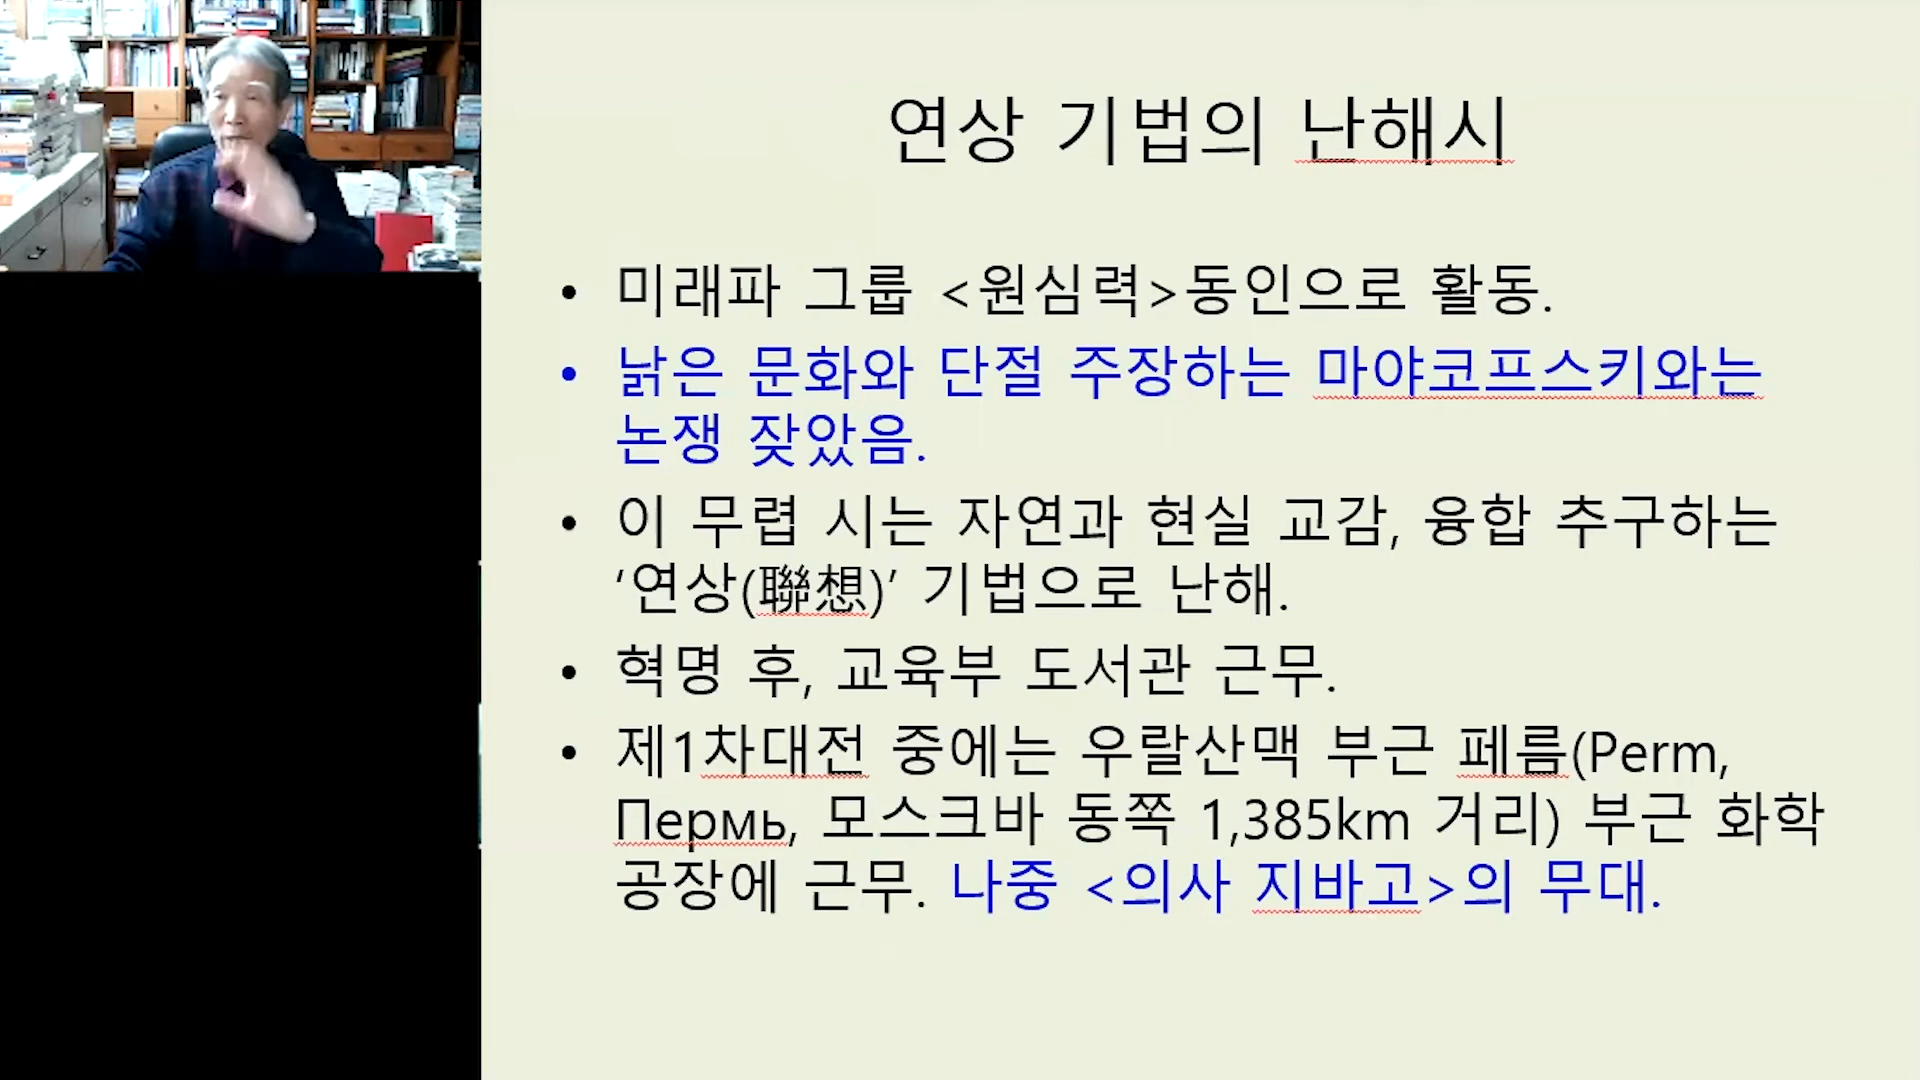 연상 기법의 난해시
• 미래파 그룹 <원심력>동인으로 활동.
• 낡은 문화와 단절 주장하는 마야코프스키와는
논쟁 잦았음.
• 이 무렵 시는 자연과 현실 교감, 융합 추구하는
‘연상(聯想)’ 기법으로 난해.
• 혁명 후, 교육부 도서관 근무.
• 제1차대전 중에는 우랄산맥 부근 페름(Perm,
Пермь, 모스크바 동쪽 1,385km 거리) 부근 화학
공장에 근무. 나중 <의사 지바고>의 무대.